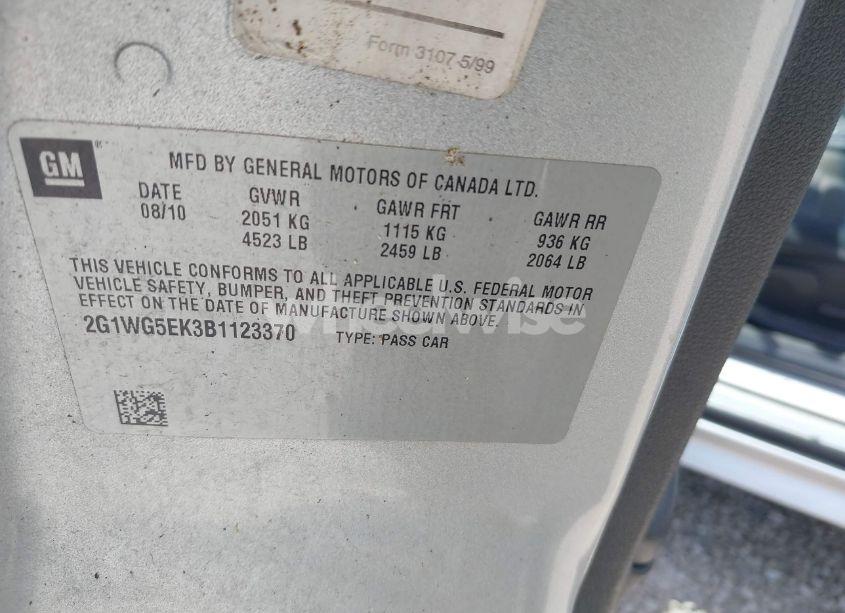 Form 3107 5/99
GM
MFD BY GENERAL MOTORS OF CANADA LTD.
DATE GVWR GAWR FRT GAWR RR
08/10 2051 KG 1115 KG 936 KG
4523 LB 2459 LB 2064 LB
THIS VEHICLE CONFORMS TO ALL APPLICABLE U.S. FEDERAL MOTOR
VEHICLE SAFETY, BUMPER, AND THEFT PREVENTION STANDARDS IN
EFFECT ON THE DATE OF MANUFACTURE SHOWN ABOVE.
2G1WG5EK3B1123370 TYPE: PASS CAR
wheelwise